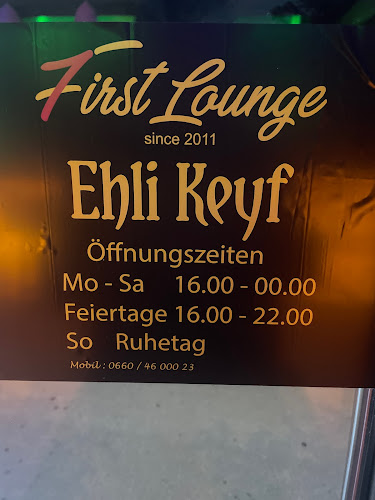 First Lounge
since 2011
Ehli Keyf
Öffnungszeiten
Mo - Sa 16.00 - 00.00
Feiertage 16.00 - 22.00
So Ruhetag
Mobil : 0660 / 46 000 23